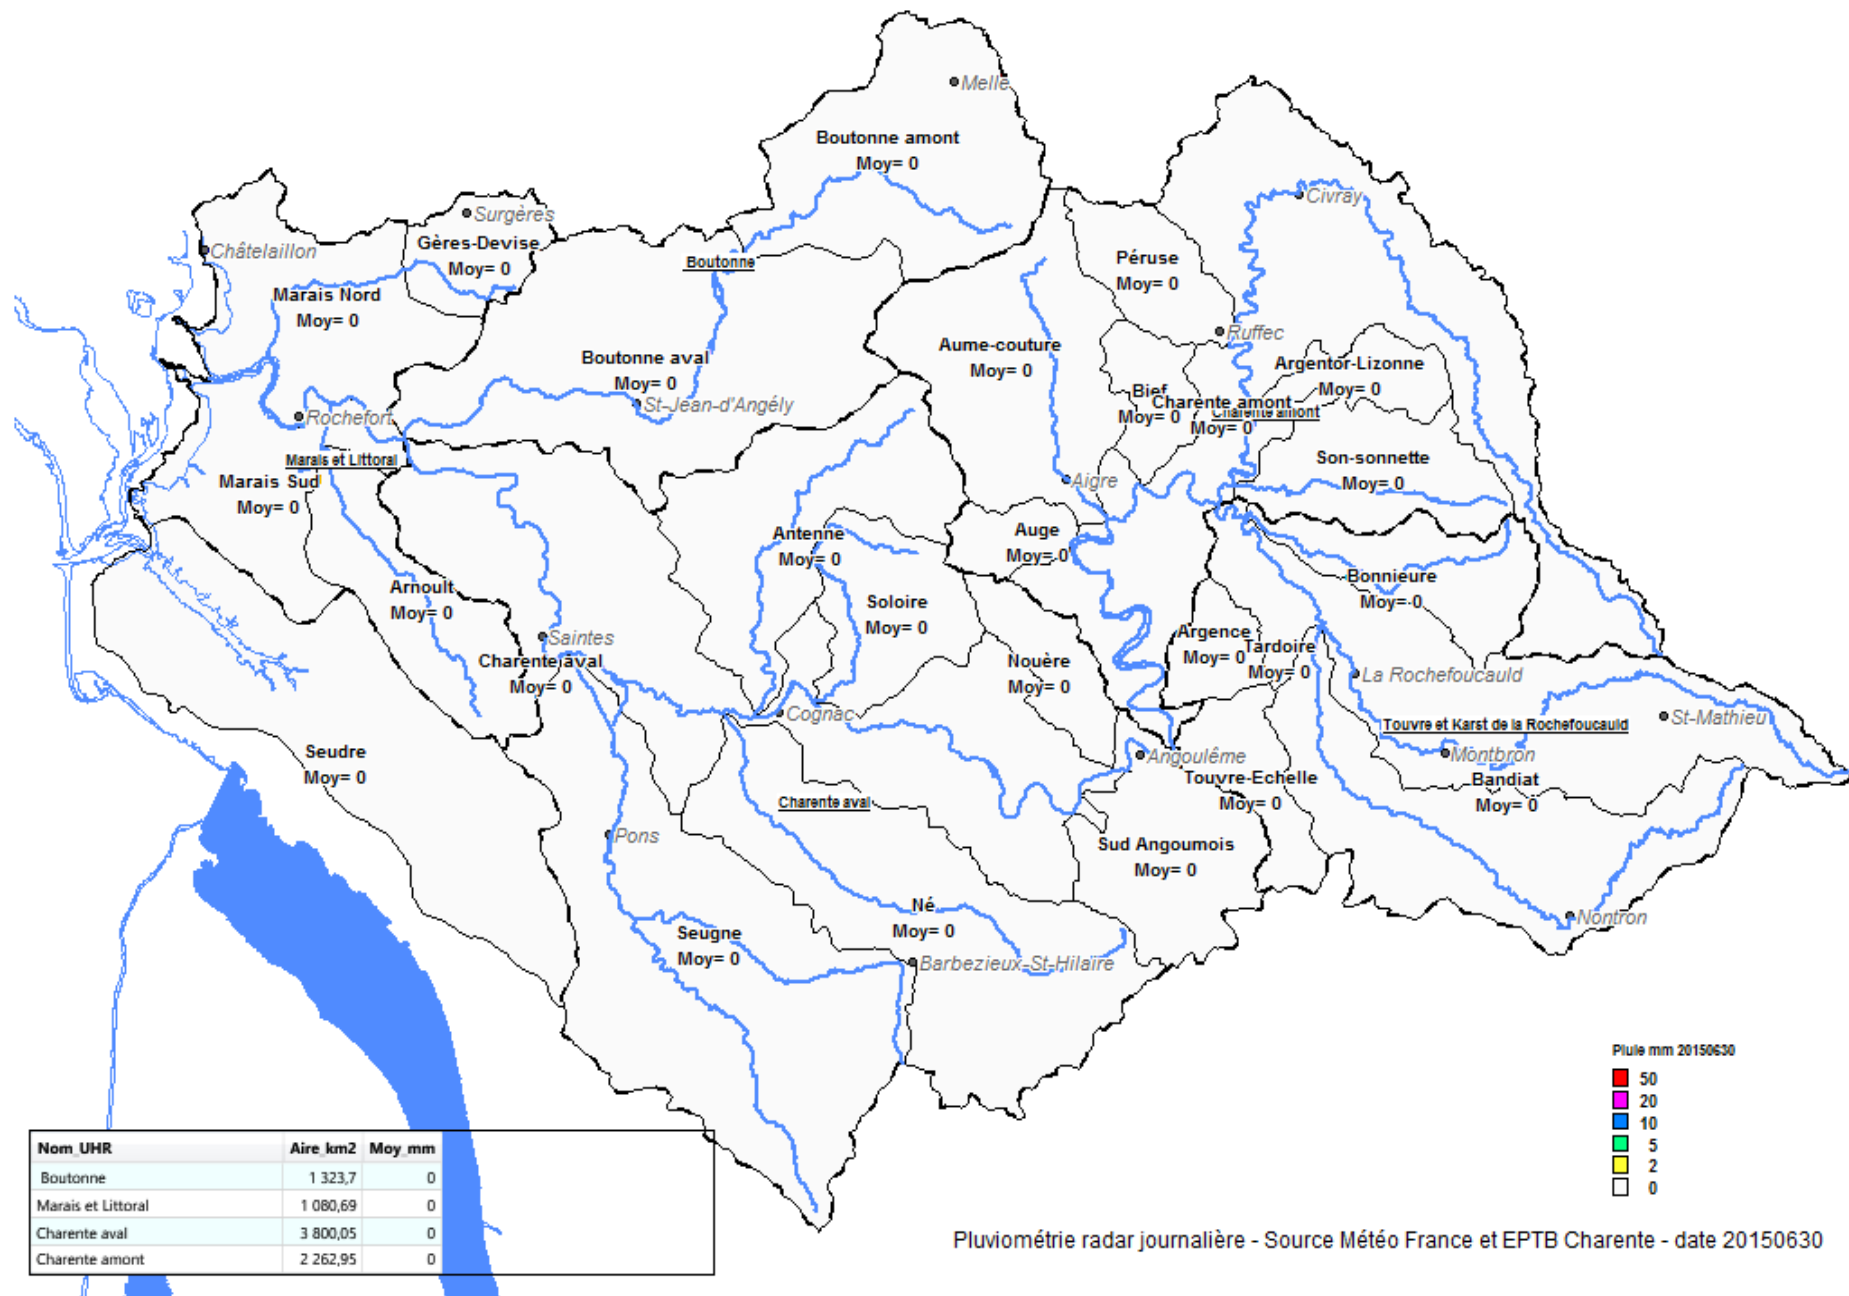 Melle
Boutonne amont
Moy= 0
Civray
Surgères
Châtelaillon
Gères-Devise
Moy= 0
Boutonne
Péruse
Moy= 0
Marais Nord
Moy= 0
Ruffec
Boutonne aval
Moy= 0
Aume-couture
Moy= 0
Argentor-Lizonne
Moy= 0
Bief
Moy= 0
Charente amont
Moy= 0
Charente amont
St-Jean-d'Angély
Rochefort
Marais et Littoral
Marais Sud
Moy= 0
Son-sonnette
Moy= 0
Aigre
Antenne
Moy= 0
Auge
Moy= 0
Arnoult
Moy= 0
Bonnieure
Moy= 0
Soloire
Moy= 0
Saintes
Argence
Moy= 0
Tardoire
Moy= 0
Charente aval
Moy= 0
Nouère
Moy= 0
La Rochefoucauld
Cognac
St-Mathieu
Touvre et Karst de la Rochefoucauld
Seudre
Moy= 0
Angoulême
Montbron
Touvre-Echelle
Moy= 0
Bandiat
Moy= 0
Charente aval
Pons
Sud Angoumois
Moy= 0
Né
Moy= 0
Nontron
Seugne
Moy= 0
Barbezieux-St-Hilaire
Pluie mm 20150630
50
20
10
5
2
0
Nom_UHR Aire_km2 Moy_mm
Boutonne 1 323,7 0
Marais et Littoral 1 080,69 0
Charente aval 3 800,05 0
Charente amont 2 262,95 0
Pluviométrie radar journalière - Source Météo France et EPTB Charente - date 20150630